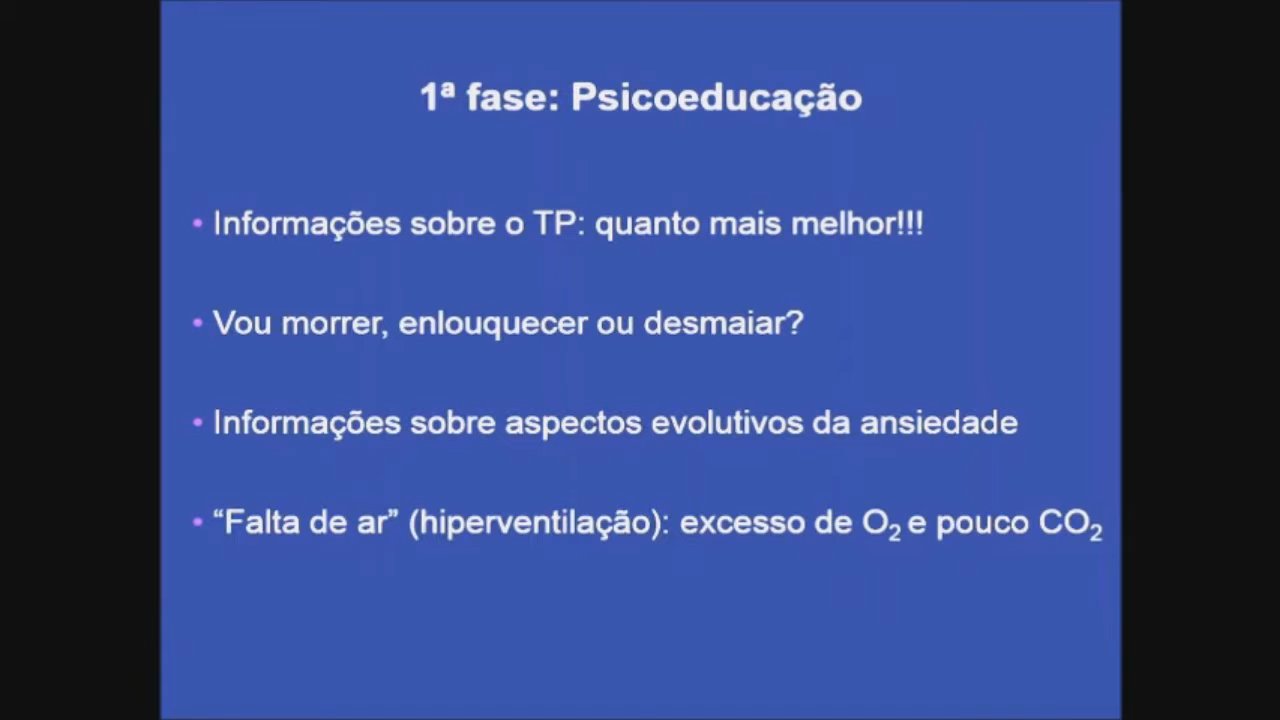 1ª fase: Psicoeducação
• Informações sobre o TP: quanto mais melhor!!!
• Vou morrer, enlouquecer ou desmaiar?
• Informações sobre aspectos evolutivos da ansiedade
• “Falta de ar” (hiperventilação): excesso de O₂ e pouco CO₂